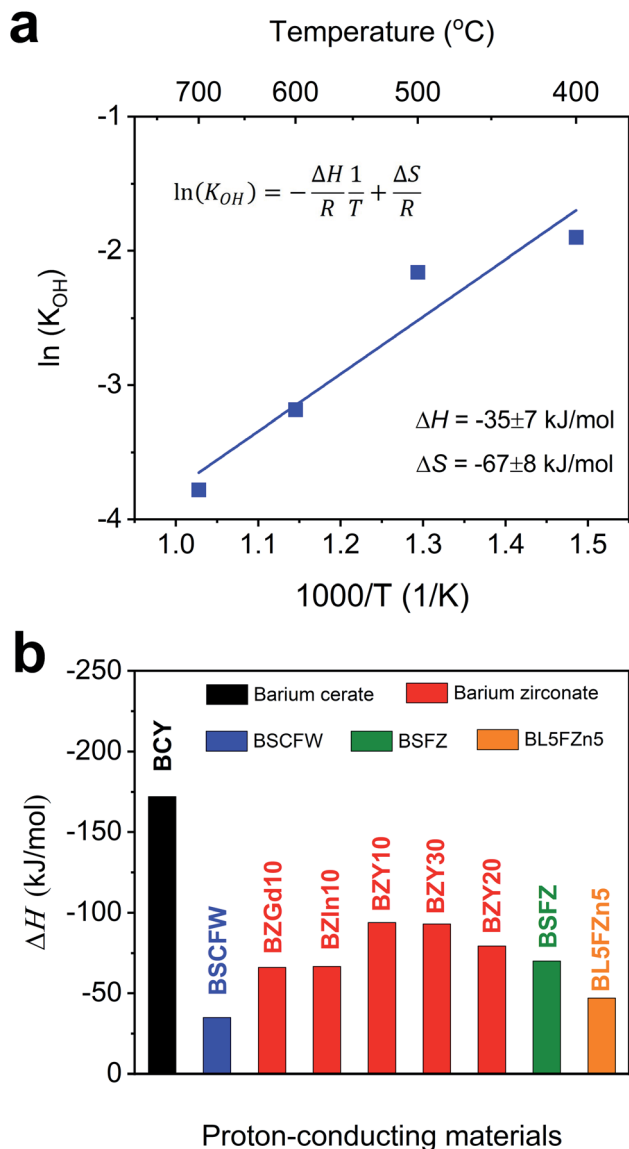 a
Temperature (°C)
700 600 500 400
-1
-2
-3
-4
ln (K_OH)
ln(K_OH) = −ΔH/R 1/T + ΔS/R
ΔH = -35±7 kJ/mol
ΔS = -67±8 kJ/mol
1.0 1.1 1.2 1.3 1.4 1.5
1000/T (1/K)
b
-250
-200
-150
-100
-50
0
ΔH (kJ/mol)
Barium cerate Barium zirconate
BSCFW BSFZ BL5FZn5
BCY
BSCFW
BZGd10
BZIn10
BZY10
BZY30
BZY20
BSFZ
BL5FZn5
Proton-conducting materials